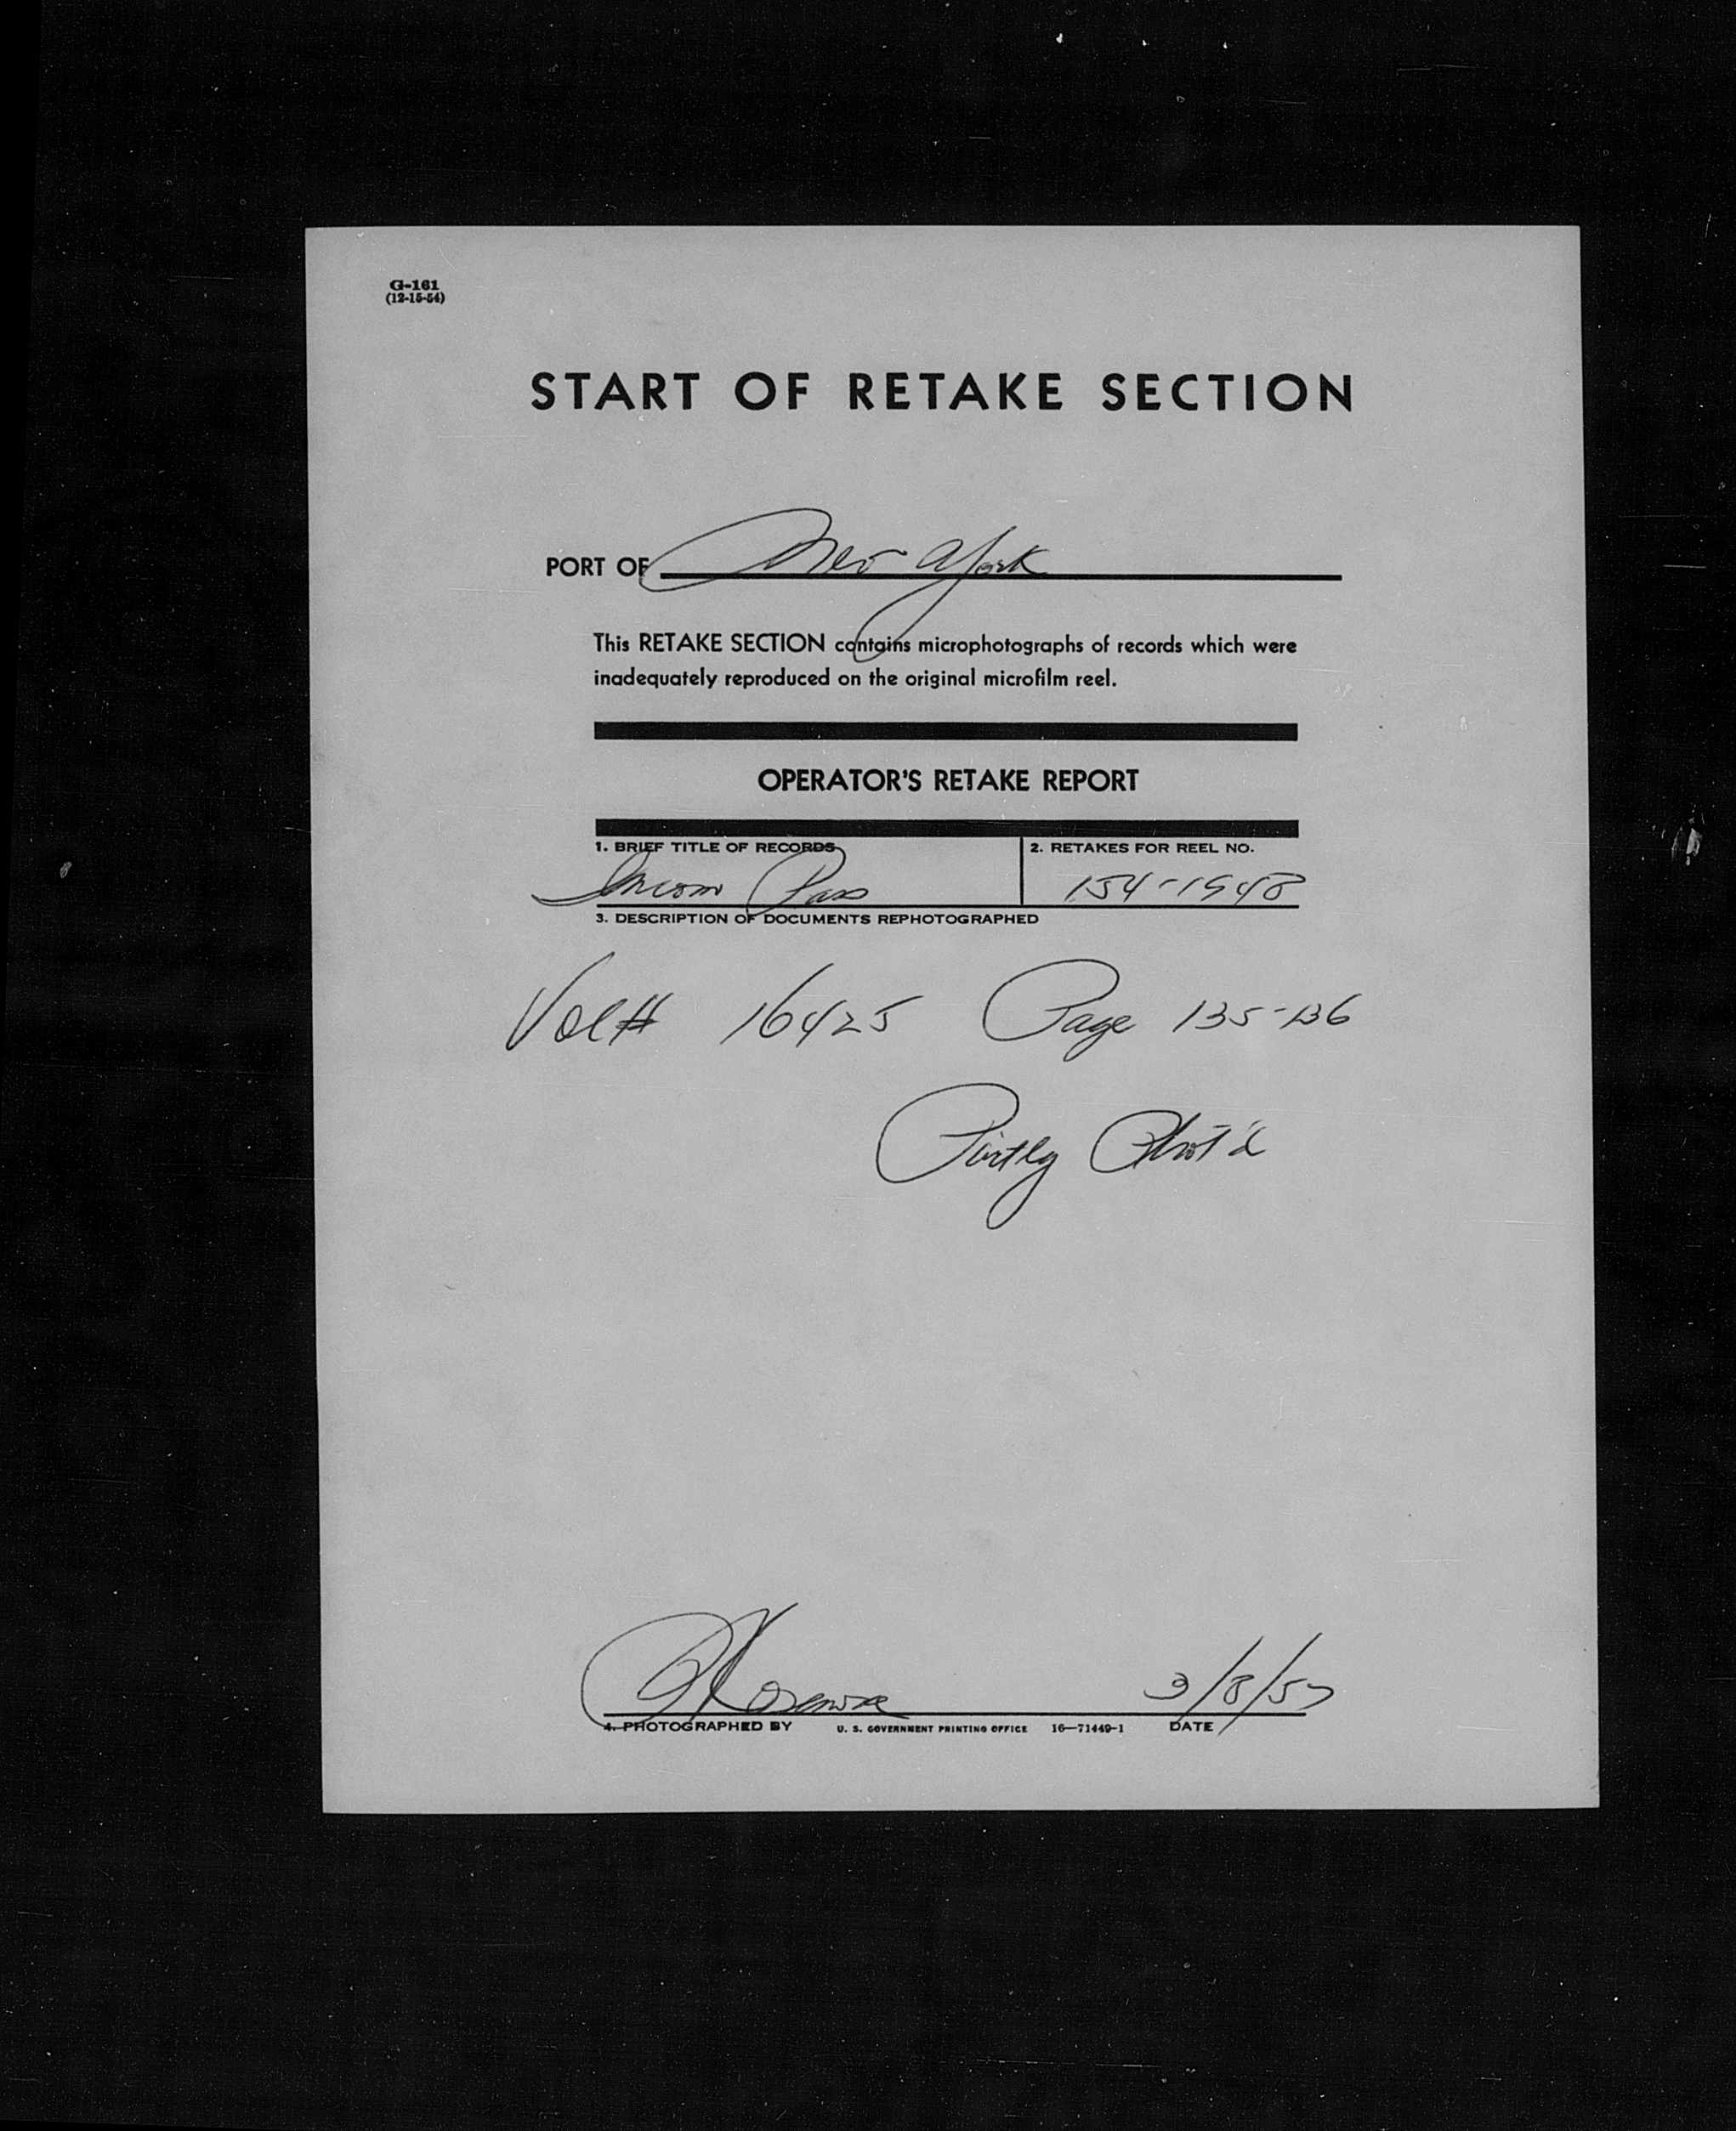 G-161
(12-15-54)
START OF RETAKE SECTION
PORT OF New York
This RETAKE SECTION contains microphotographs of records which were
inadequately reproduced on the original microfilm reel.
OPERATOR'S RETAKE REPORT
1. BRIEF TITLE OF RECORDS 2. RETAKES FOR REEL NO.
Incom Pass 154-1948
3. DESCRIPTION OF DOCUMENTS REPHOTOGRAPHED
Vol# 16425 Page 135-136
Partly Phot'd
3/8/57
4. PHOTOGRAPHED BY U. S. GOVERNMENT PRINTING OFFICE 16—71449-1 DATE